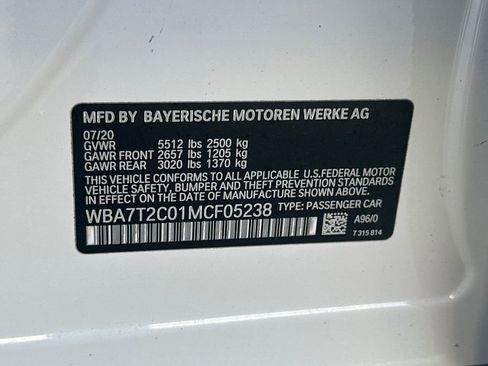 MFD BY BAYERISCHE MOTOREN WERKE AG
07/20
GVWR 5512 lbs 2500 kg
GAWR FRONT 2657 lbs 1205 kg
GAWR REAR 3020 lbs 1370 kg
THIS VEHICLE CONFORMS TO ALL APPLICABLE U.S.FEDERAL MOTOR
VEHICLE SAFETY, BUMPER, AND THEFT PREVENTION
STANDARDS IN EFFECT ON THE DATE OF MANUFACTURE SHOWN ABOVE.
WBA7T2C01MCF05238 TYPE: PASSENGER CAR
A96/0
7 315 814